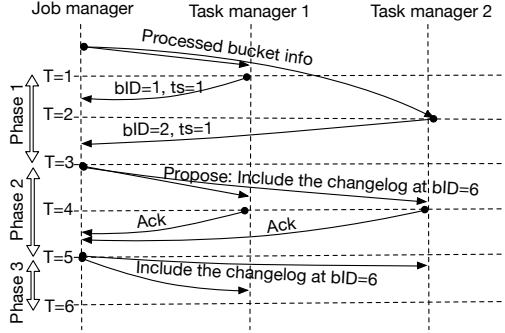 Job manager
Task manager 1
Task manager 2
Processed bucket info
T=1
bID=1, ts=1
Phase 1
T=2
bID=2, ts=1
T=3
Propose: Include the changelog at bID=6
Phase 2
T=4
Ack
Ack
T=5
Include the changelog at bID=6
Phase 3
T=6